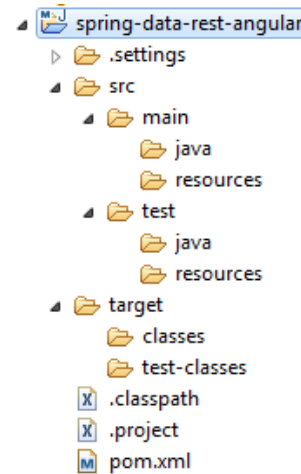 spring-data-rest-angular
.settings
src
main
java
resources
test
java
resources
target
classes
test-classes
.classpath
.project
pom.xml